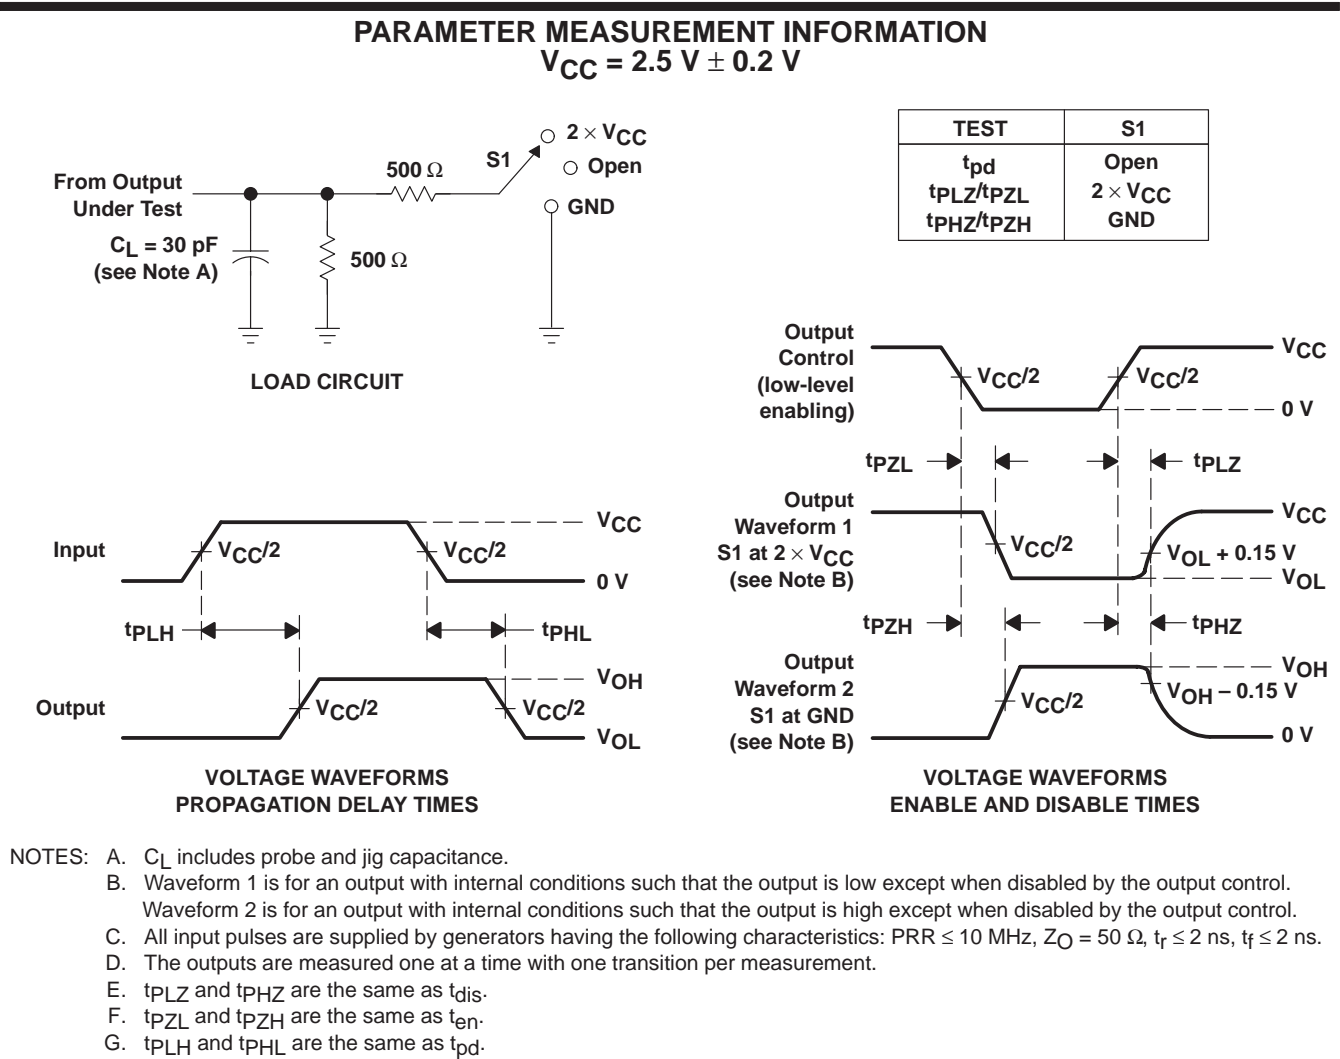 PARAMETER MEASUREMENT INFORMATION
VCC = 2.5 V ± 0.2 V
From Output
Under Test
CL = 30 pF
(see Note A)
500 Ω
500 Ω
S1
2 × VCC
Open
GND
LOAD CIRCUIT
TEST S1
tpd Open
tPLZ/tPZL 2 × VCC
tPHZ/tPZH GND
Input
VCC/2
VCC/2
VCC
0 V
tPLH
tPHL
Output
VCC/2
VCC/2
VOH
VOL
VOLTAGE WAVEFORMS
PROPAGATION DELAY TIMES
Output
Control
(low-level
enabling)
VCC/2
VCC/2
VCC
0 V
tPZL
tPLZ
Output
Waveform 1
S1 at 2 × VCC
(see Note B)
VCC/2
VCC
VOL + 0.15 V
VOL
tPZH
tPHZ
Output
Waveform 2
S1 at GND
(see Note B)
VCC/2
VOH
VOH – 0.15 V
0 V
VOLTAGE WAVEFORMS
ENABLE AND DISABLE TIMES
NOTES: A. CL includes probe and jig capacitance.
B. Waveform 1 is for an output with internal conditions such that the output is low except when disabled by the output control.
Waveform 2 is for an output with internal conditions such that the output is high except when disabled by the output control.
C. All input pulses are supplied by generators having the following characteristics: PRR ≤ 10 MHz, ZO = 50 Ω, tr ≤ 2 ns, tf ≤ 2 ns.
D. The outputs are measured one at a time with one transition per measurement.
E. tPLZ and tPHZ are the same as tdis.
F. tPZL and tPZH are the same as ten.
G. tPLH and tPHL are the same as tpd.